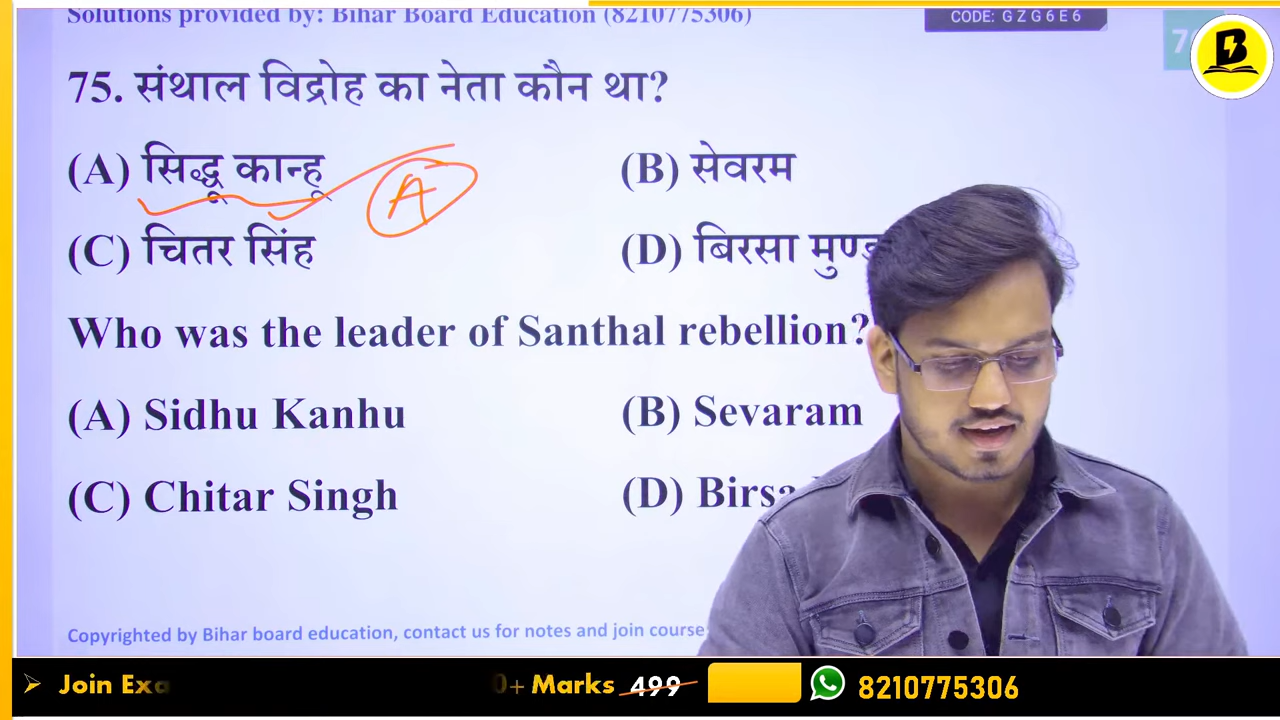 Solutions provided by: Bihar Board Education (8210775306)
CODE: G Z G 6 E 6
B
75. संथाल विद्रोह का नेता कौन था?
(A) सिद्धू कान्हू
(B) सेवरम
A
(C) चितर सिंह
(D) बिरसा
Who was the leader of Santhal rebellion?
(A) Sidhu Kanhu
(B) Sevaram
(C) Chitar Singh
(D)
Copyrighted by Bihar board education, contact us for notes and join course
➢ Join
0+ Marks 499
8210775306